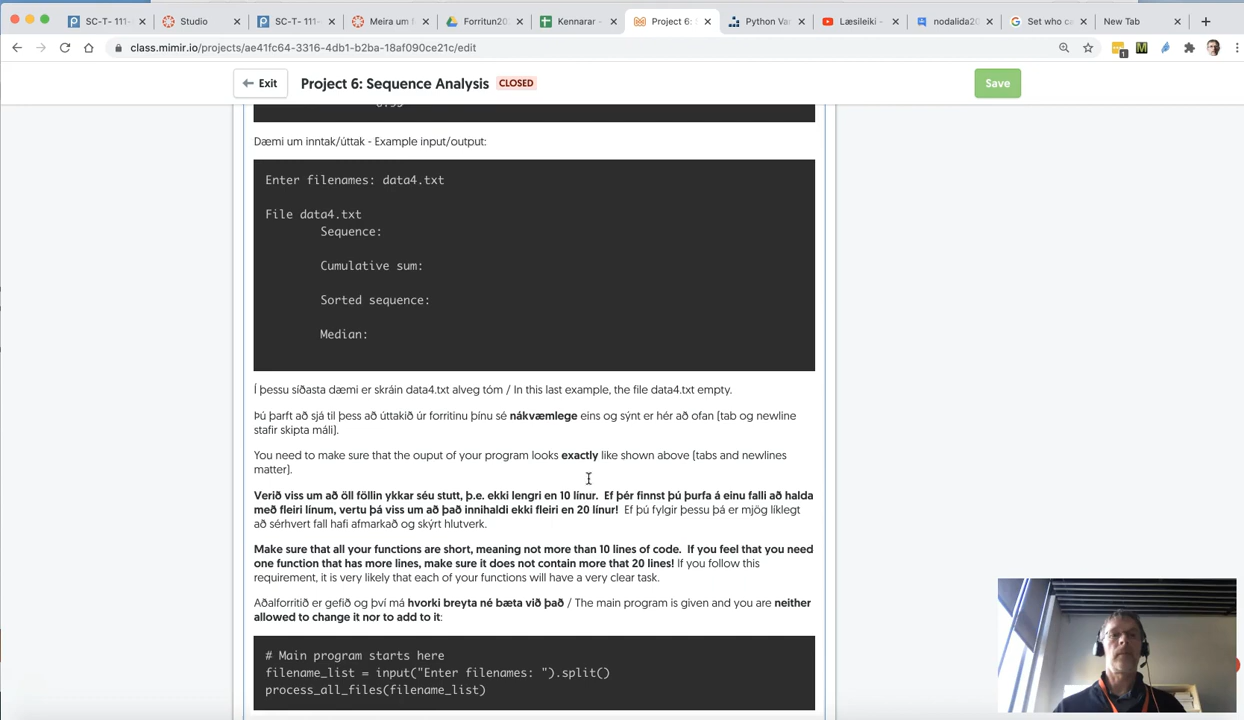 SC-T- 111-
Studio
SC-T- 111-
Meira um f
Forritun20
Kennarar -
Project 6:
Python Var
Læsileiki -
nodalida20
Set who ca
New Tab
class.mimir.io/projects/ae41fc64-3316-4db1-b2ba-18af090ce21c/edit
1
Exit
Project 6: Sequence Analysis CLOSED
Save
Dæmi um inntak/úttak - Example input/output:
Enter filenames: data4.txt
File data4.txt
Sequence:
Cumulative sum:
Sorted sequence:
Median:
Í þessu síðasta dæmi er skráin data4.txt alveg tóm / In this last example, the file data4.txt empty.
Þú þarft að sjá til þess að úttakið úr forritinu þínu sé nákvæmlege eins og sýnt er hér að ofan (tab og newline
stafir skipta máli).
You need to make sure that the ouput of your program looks exactly like shown above (tabs and newlines
matter).
Verið viss um að öll föllin ykkar séu stutt, þ.e. ekki lengri en 10 línur. Ef þér finnst þú þurfa á einu falli að halda
með fleiri línum, vertu þá viss um að það innihaldi ekki fleiri en 20 línur! Ef þú fylgir þessu þá er mjög líklegt
að sérhvert fall hafi afmarkað og skýrt hlutverk.
Make sure that all your functions are short, meaning not more than 10 lines of code. If you feel that you need
one function that has more lines, make sure it does not contain more that 20 lines! If you follow this
requirement, it is very likely that each of your functions will have a very clear task.
Aðalforritið er gefið og því má hvorki breyta né bæta við það / The main program is given and you are neither
allowed to change it nor to add to it:
# Main program starts here
filename_list = input("Enter filenames: ").split()
process_all_files(filename_list)